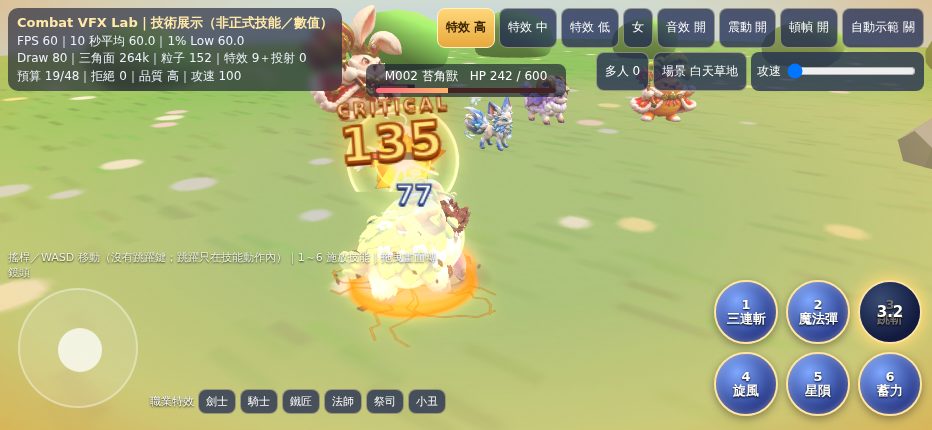 Combat VFX Lab｜技術展示（非正式技能／數值）
FPS 60｜10 秒平均 60.0｜1% Low 60.0
Draw 80｜三角面 264k｜粒子 152｜特效 9＋投射 0
預算 19/48｜拒絕 0｜品質 高｜攻速 100
特效 高
特效 中
特效 低
女
音效 開
震動 開
頓幀 開
自動示範 關
多人 0
場景 白天草地
攻速
M002 苔角獸 HP 242 / 600
CRITICAL
135
77
搖桿／WASD 移動（沒有跳躍鍵；跳躍只在技能動作內）｜1～6 施放技能｜拖曳畫面轉
鏡頭
1
三連斬
2
魔法彈
3
3.2
跳斬
4
旋風
5
星隕
6
蓄力
職業特效
劍士
騎士
鐵匠
法師
祭司
小丑